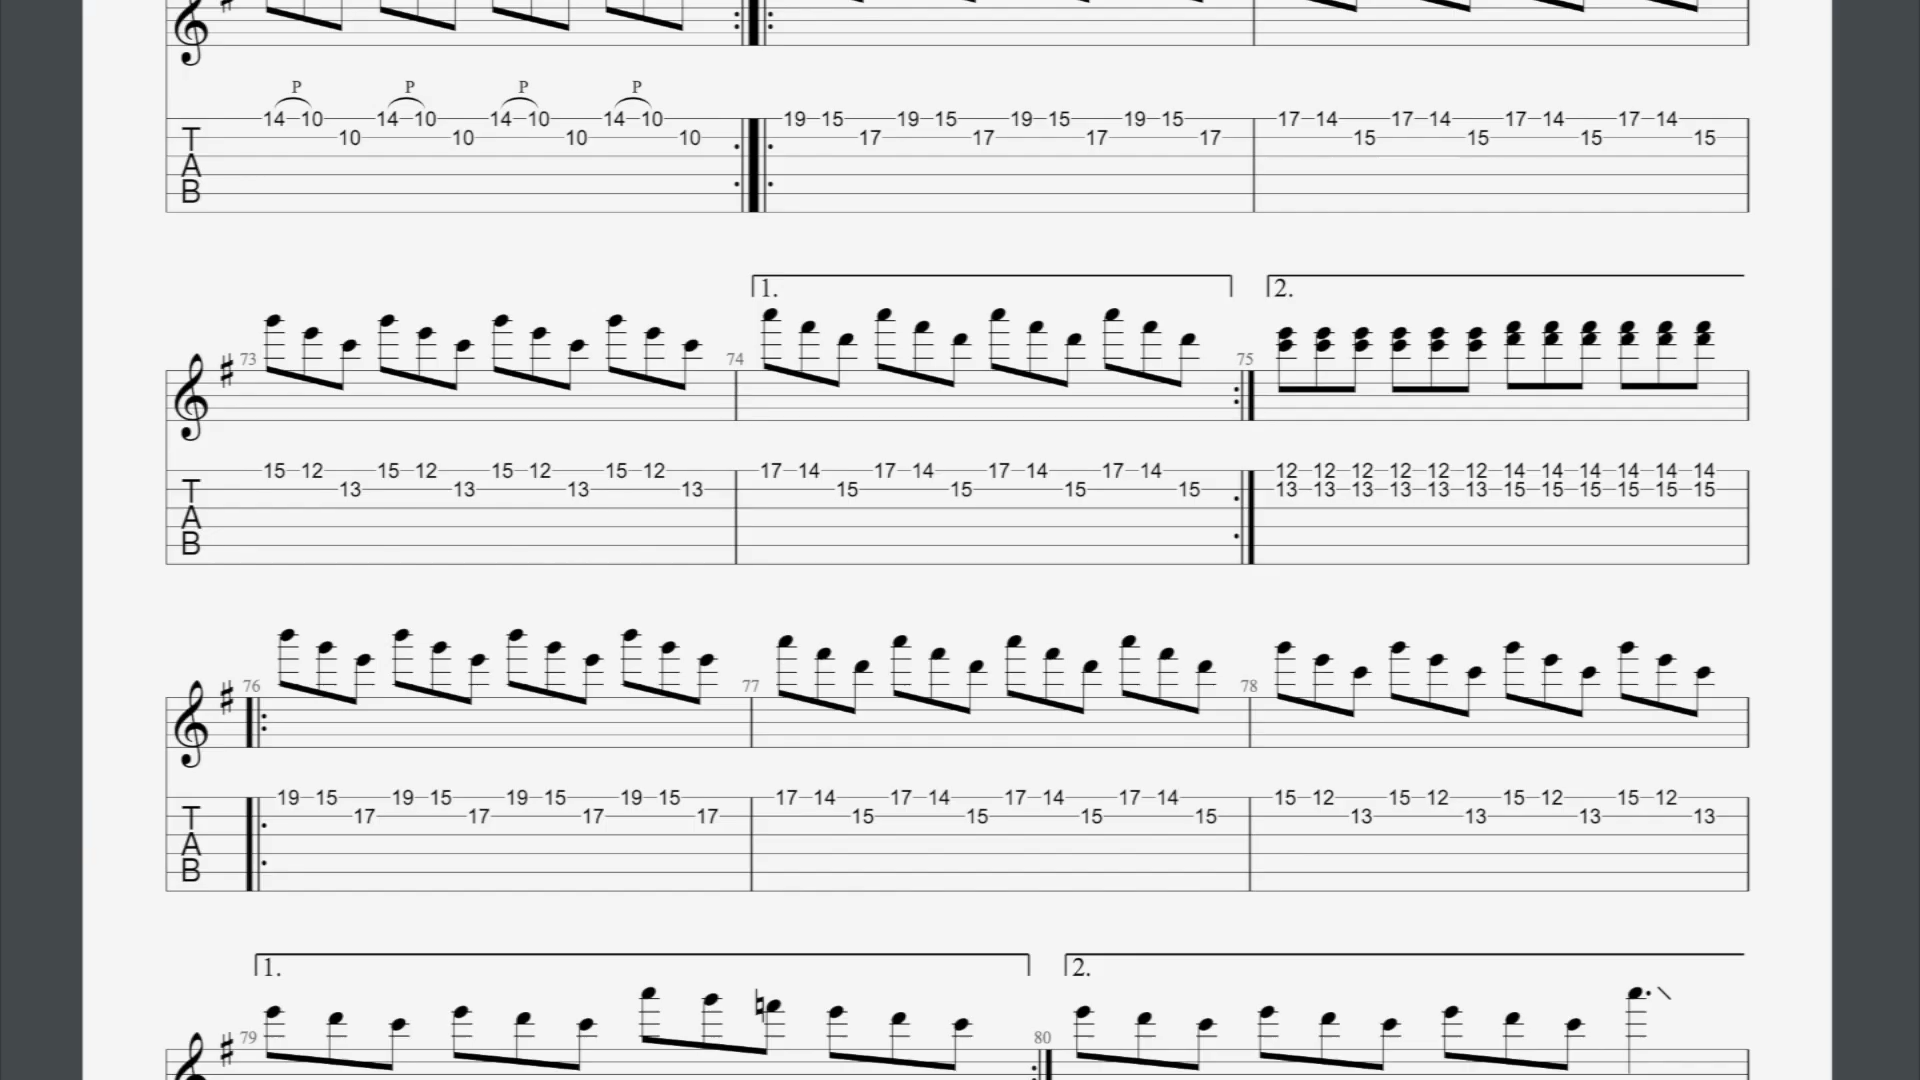 P P P P
14 10 14 10 14 10 14 10 19 15 19 15 19 15 19 15 17 14 17 14 17 14 17 14
T 10 10 10 10 17 17 17 17 15 15 15 15
A
B
1. 2.
73 74 75
15 12 15 12 15 12 15 12 17 14 17 14 17 14 17 14 12 12 12 12 12 12 14 14 14 14 14 14
T 13 13 13 13 15 15 15 15 13 13 13 13 13 13 15 15 15 15 15 15
A
B
76 77 78
19 15 19 15 19 15 19 15 17 14 17 14 17 14 17 14 15 12 15 12 15 12 15 12
T 17 17 17 17 15 15 15 15 13 13 13 13
A
B
1. 2.
79 80